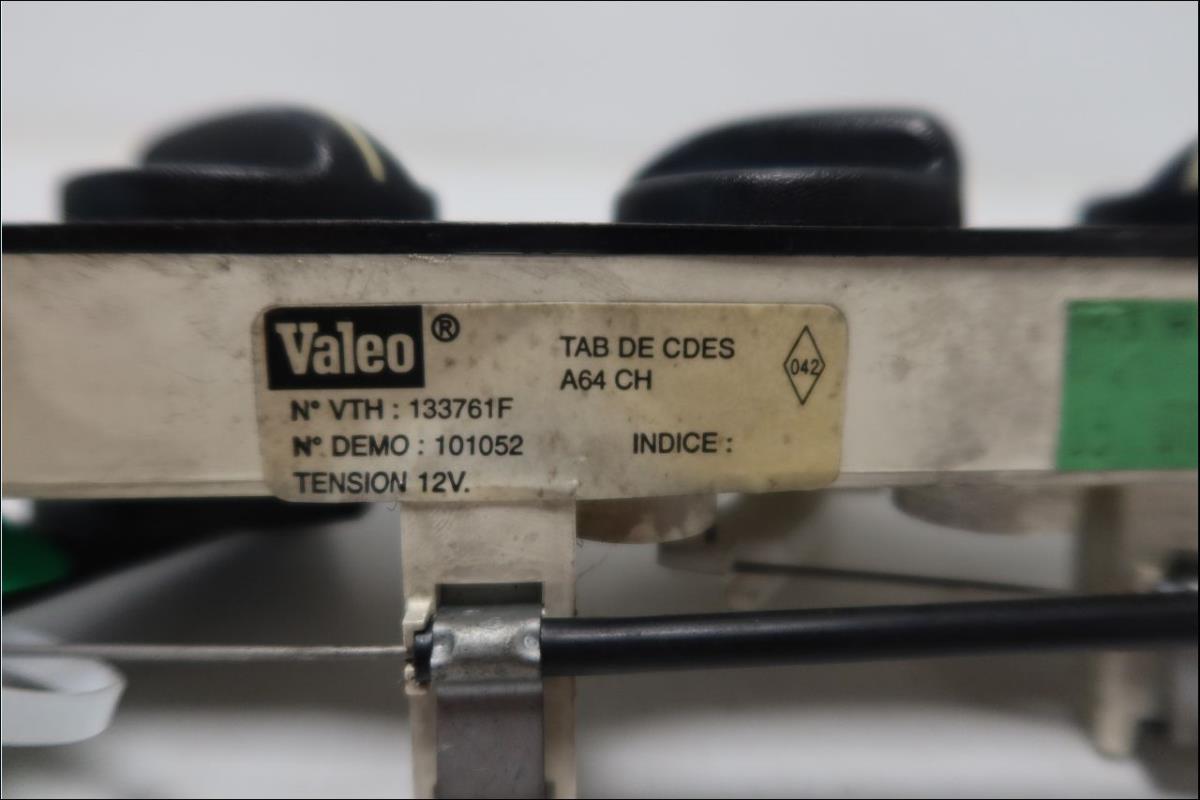 Valeo ®
TAB DE CDES
A64 CH
042
N° VTH : 133761F
N° DEMO : 101052
INDICE :
TENSION 12V.